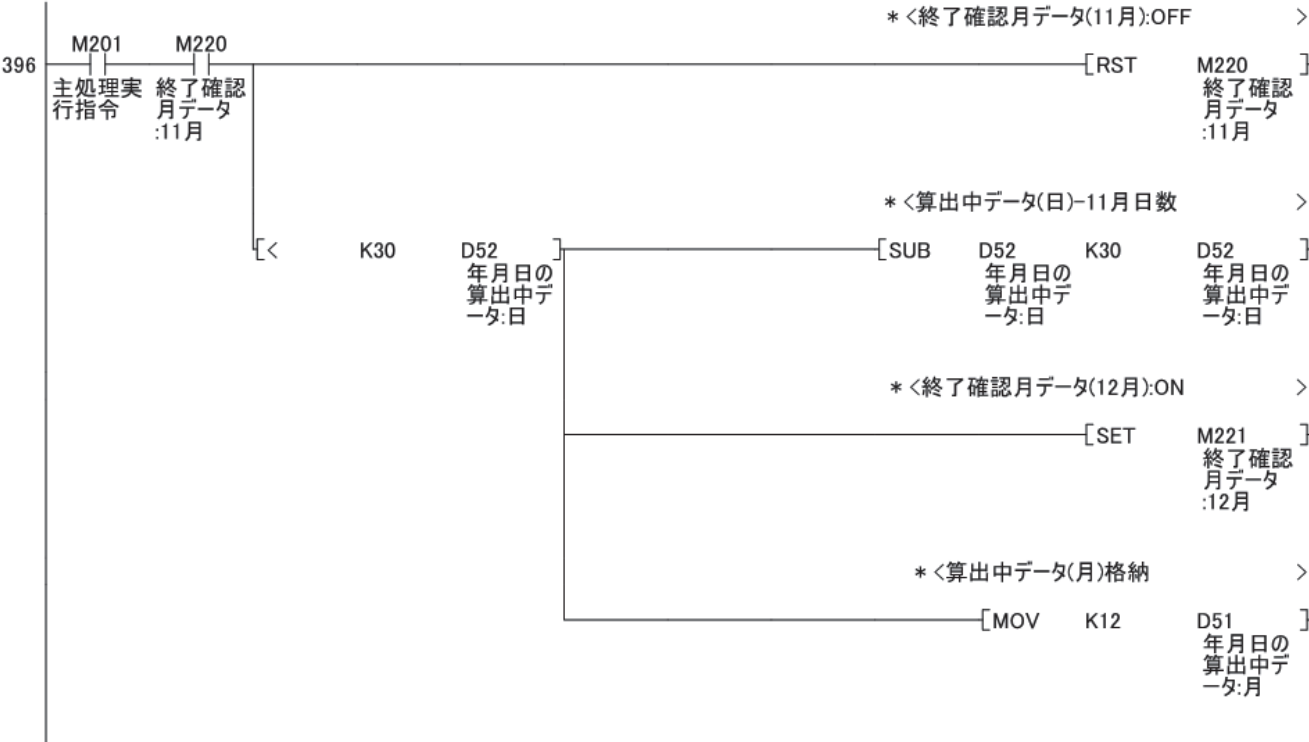 * <終了確認月データ(11月):OFF >
M201 M220
396 [RST M220 ]
主処理実 終了確認 終了確認
行指令 月データ 月データ
:11月 :11月
* <算出中データ(日)-11月日数 >
[< K30 D52 ] [SUB D52 K30 D52 ]
年月日の 年月日の 年月日の
算出中デ 算出中デ 算出中デ
ータ:日 ータ:日 ータ:日
* <終了確認月データ(12月):ON >
[SET M221 ]
終了確認
月データ
:12月
* <算出中データ(月)格納 >
[MOV K12 D51 ]
年月日の
算出中デ
ータ:月